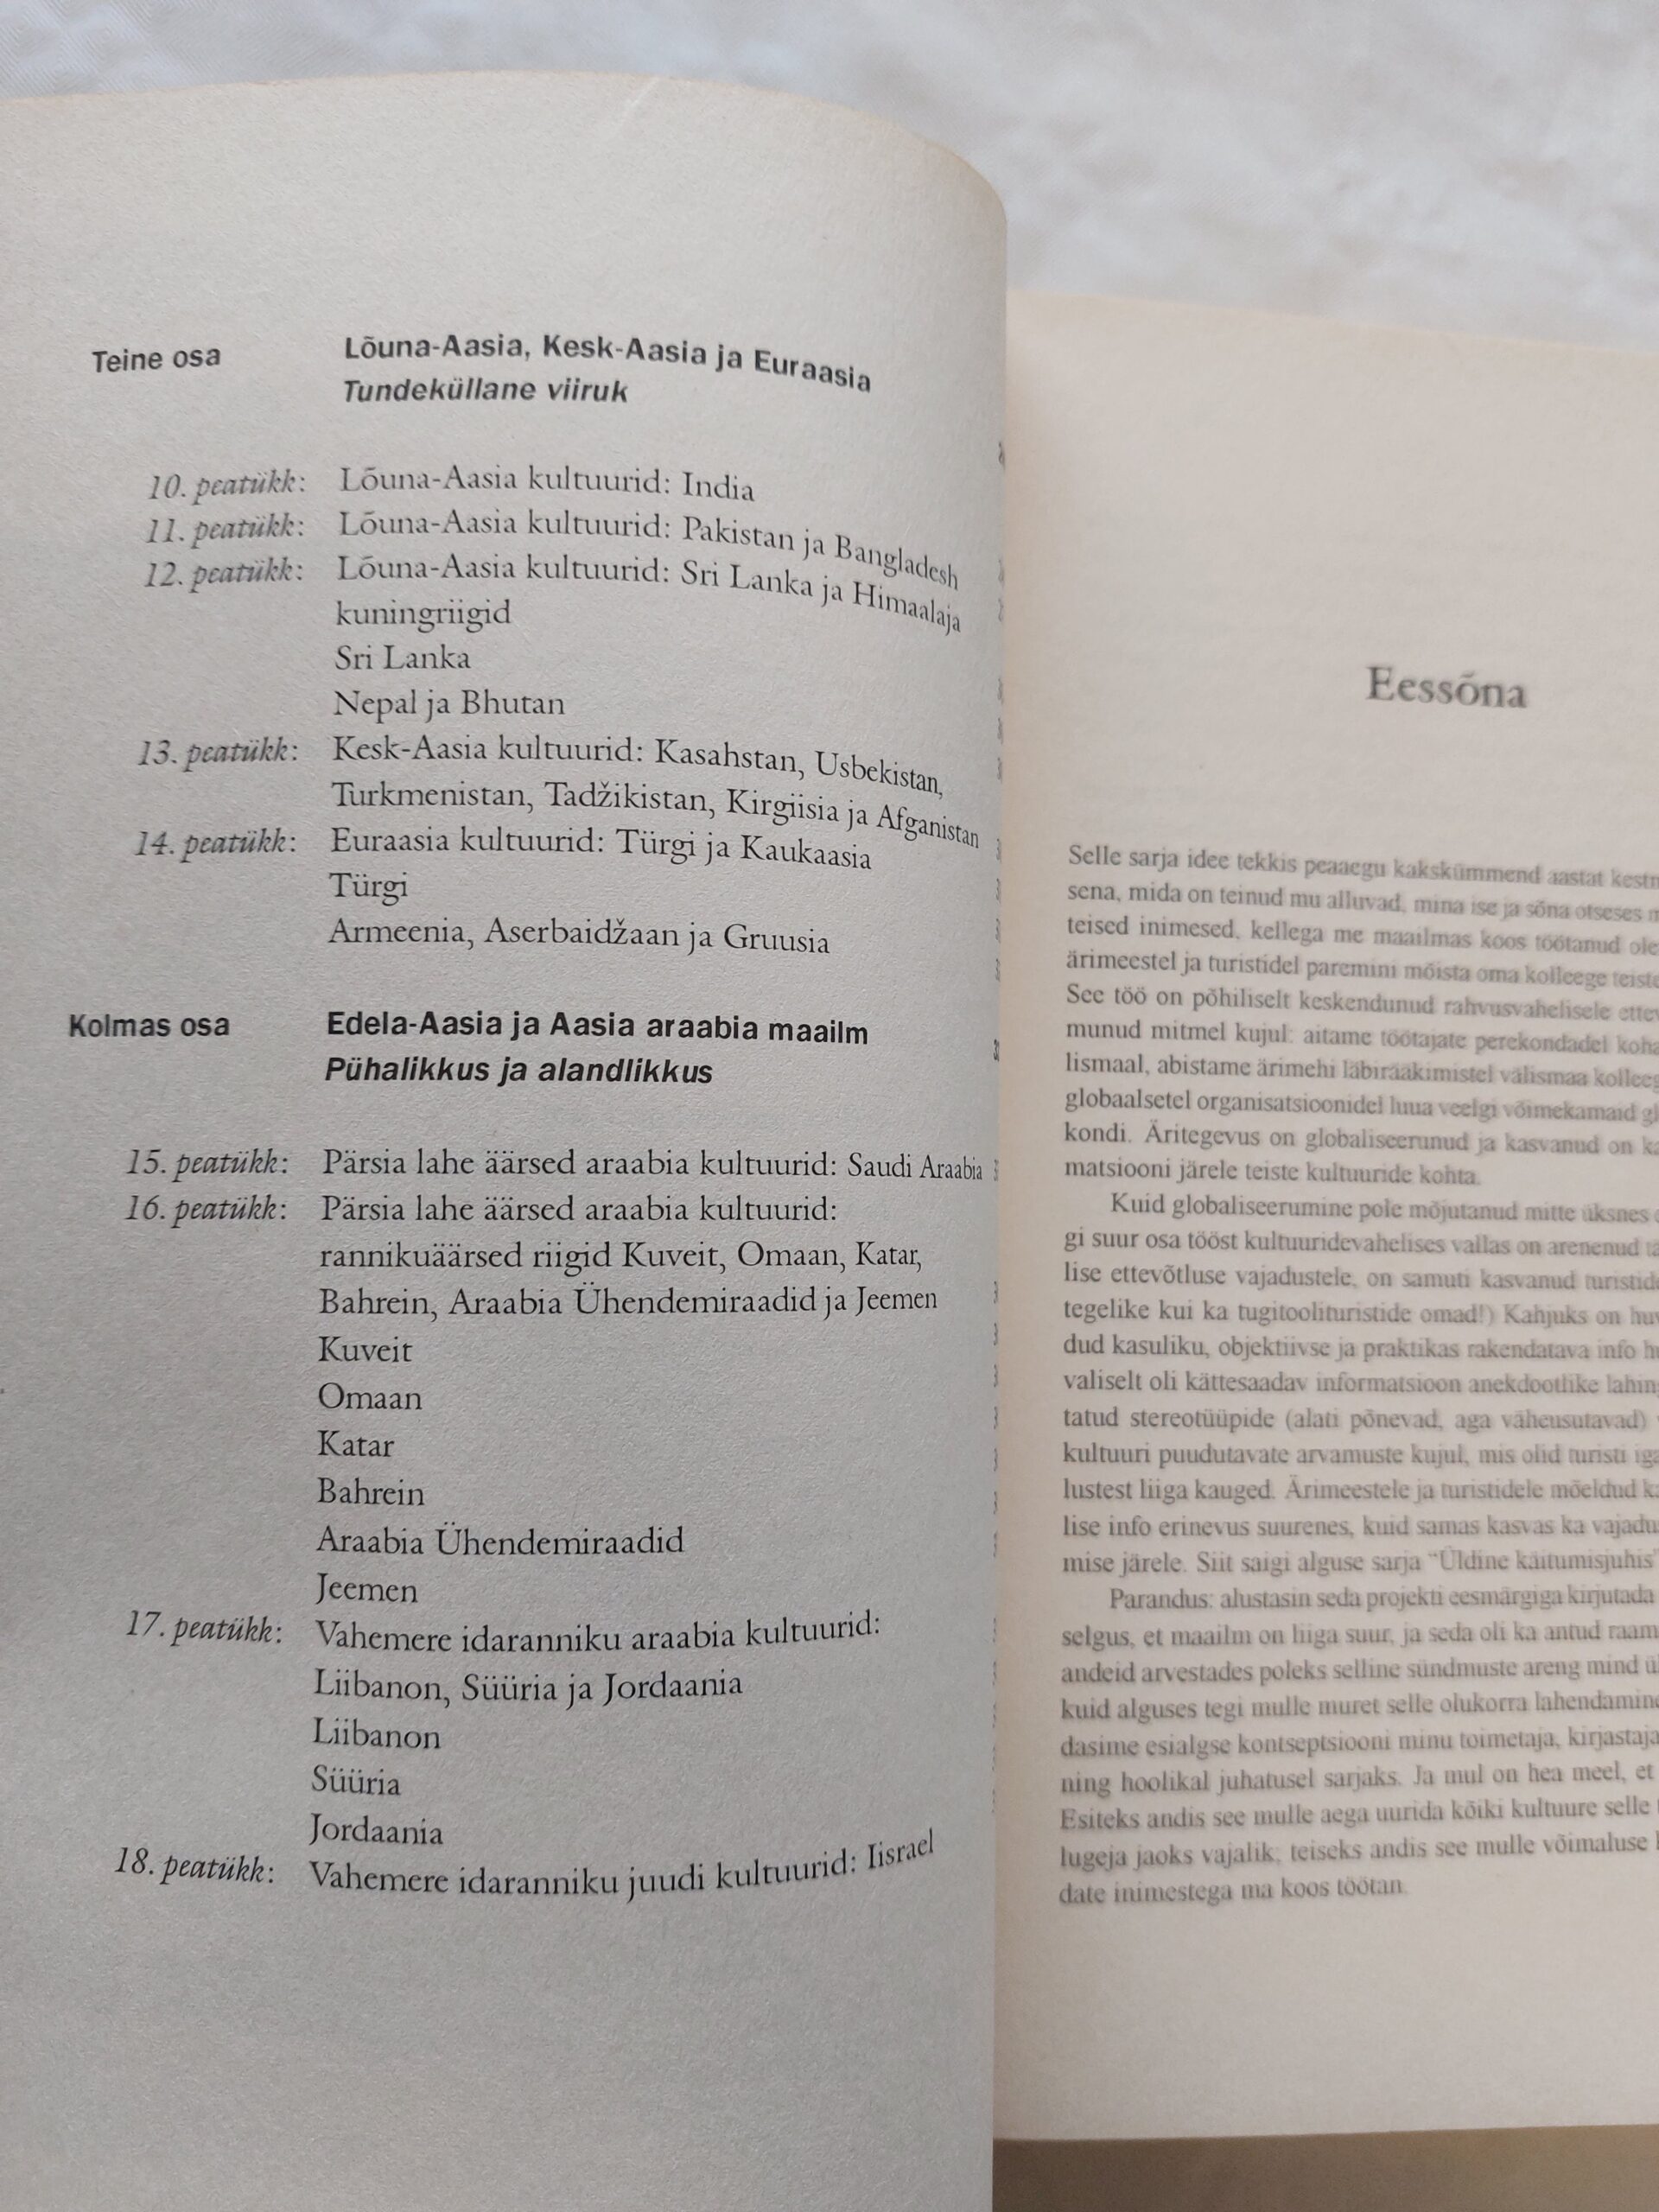 Teine osa Lõuna-Aasia, Kesk-Aasia ja Euraasia
Tundeküllane viiruk
10. peatükk: Lõuna-Aasia kultuurid: India
11. peatükk: Lõuna-Aasia kultuurid: Pakistan ja Bangladesh
12. peatükk: Lõuna-Aasia kultuurid: Sri Lanka ja Himaalaja
kuningriigid
Sri Lanka
Nepal ja Bhutan
13. peatükk: Kesk-Aasia kultuurid: Kasahstan, Usbekistan,
Turkmenistan, Tadžikistan, Kirgiisia ja Afganistan
14. peatükk: Euraasia kultuurid: Türgi ja Kaukaasia
Türgi
Armeenia, Aserbaidžaan ja Gruusia
Kolmas osa Edela-Aasia ja Aasia araabia maailm
Pühalikkus ja alandlikkus
15. peatükk: Pärsia lahe äärsed araabia kultuurid: Saudi Araabia
16. peatükk: Pärsia lahe äärsed araabia kultuurid:
rannikuäärsed riigid Kuveit, Omaan, Katar,
Bahrein, Araabia Ühendemiraadid ja Jeemen
Kuveit
Omaan
Katar
Bahrein
Araabia Ühendemiraadid
Jeemen
17. peatükk: Vahemere idaranniku araabia kultuurid:
Liibanon, Süüria ja Jordaania
Liibanon
Süüria
Jordaania
18. peatükk: Vahemere idaranniku juudi kultuurid: Iisrael
Eessõna
Selle sarja idee tekkis peaaegu kakskümmend aastat
sena, mida on teinud mu alluvad, mina ise ja sõna otseses
teised inimesed, kellega me maailmas koos töötanud
ärimeestel ja turistidel paremini mõista oma kolleege
See töö on põhiliselt keskendunud rahvusvahelisele
munud mitmel kujul: aitame töötajate perekondadel
lismaal, abistame ärimehi läbirääkimistel välismaa
globaalsetel organisatsioonidel luua veelgi võimekamaid
kondi. Äritegevus on globaliseerunud ja kasvanud on
matsiooni järele teiste kultuuride kohta.
Kuid globaliseerumine pole mõjutanud mitte üksnes
gi suur osa tööst kultuuridevahelises vallas on arenenud
lise ettevõtluse vajadustele, on samuti kasvanud
tegelike kui ka tugitoolituristide omad!) Kahjuks on
dud kasuliku, objektiivse ja praktikas rakendatava info
valiselt oli kättesaadav informatsioon anekdootlike
tatud stereotüüpide (alati põnevad, aga väheusutavad)
kultuuri puudutavate arvamuste kujul, mis olid turisti
lustest liiga kauged. Ärimeestele ja turistidele mõeldud
lise info erinevus suurenes, kuid samas kasvas ka
mise järele. Siit saigi alguse sarja “Üldine käitumisjuhis”
Parandus: alustasin seda projekti eesmärgiga kirjutada
selgus, et maailm on liiga suur, ja seda oli ka antud
andeid arvestades poleks selline sündmuste areng mind
kuid alguses tegi mulle muret selle olukorra
dasime esialgse kontseptsiooni minu toimetaja,
ning hoolikal juhatusel sarjaks. Ja mul on hea meel, et
Esiteks andis see mulle aega uurida kõiki kultuure selle
lugeja jaoks vajalik; teiseks andis see mulle võimaluse
date inimestega ma koos töötan.